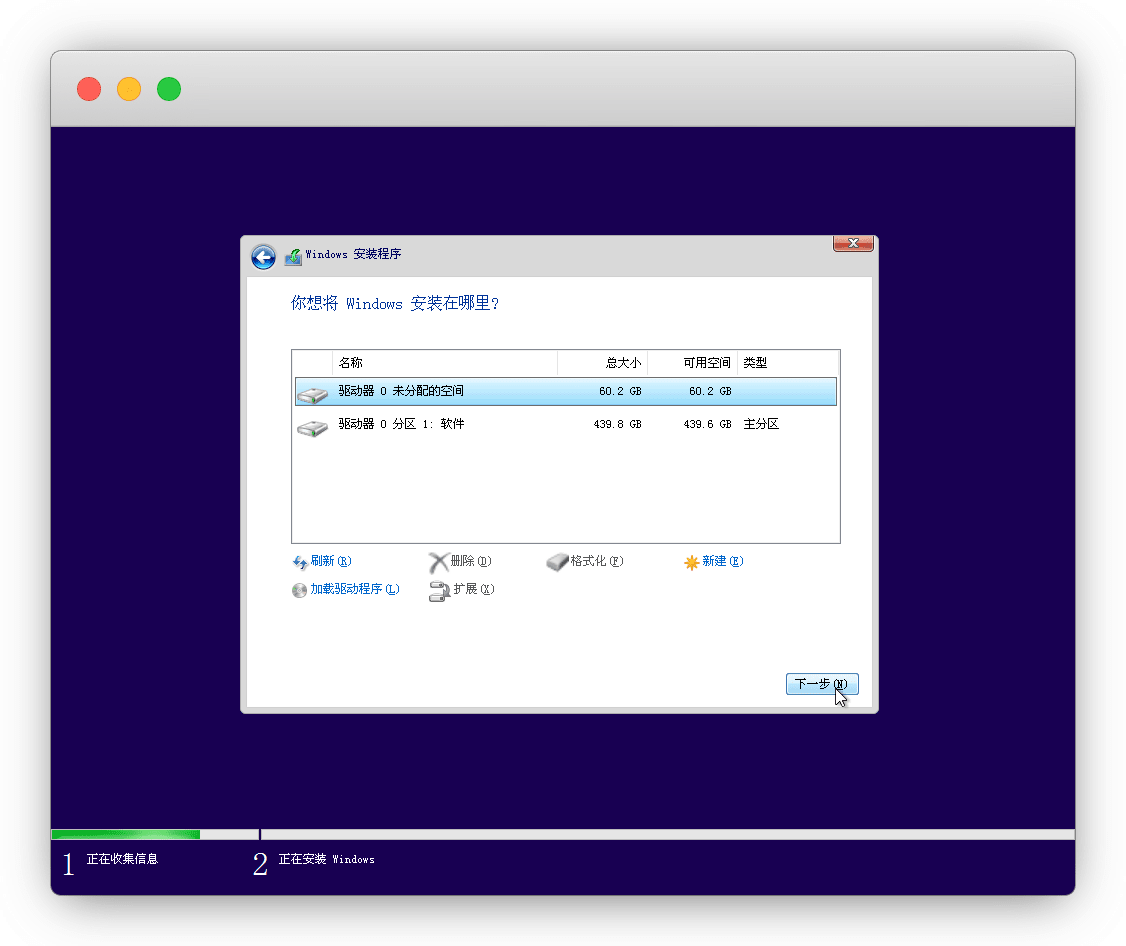 Windows 安装程序
你想将 Windows 安装在哪里?
名称 总大小 可用空间 类型
驱动器 0 未分配的空间 60.2 GB 60.2 GB
驱动器 0 分区 1: 软件 439.8 GB 439.6 GB 主分区
刷新(R) 删除(D) 格式化(F) 新建(E)
加载驱动程序(L) 扩展(X)
下一步(N)
1 正在收集信息 2 正在安装 Windows